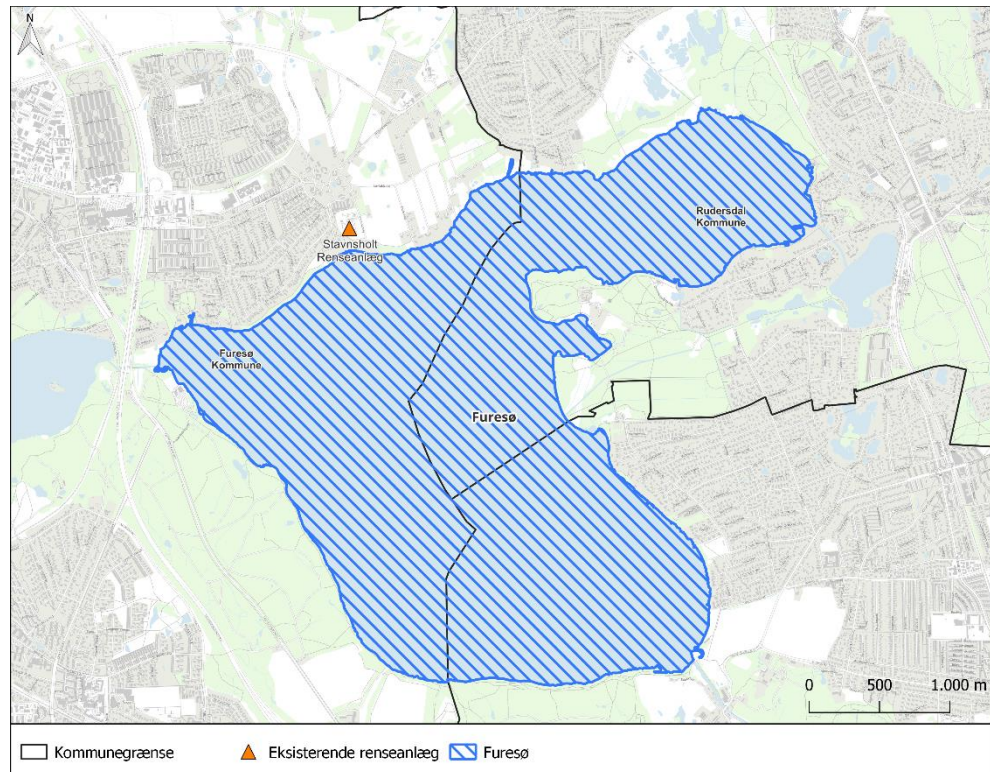 N
Rudersdal
Kommune
Stavnsholt
Renseanlæg
Furesø
Kommune
Furesø
0 500 1.000 m
Kommunegrænse
Eksisterende renseanlæg
Furesø